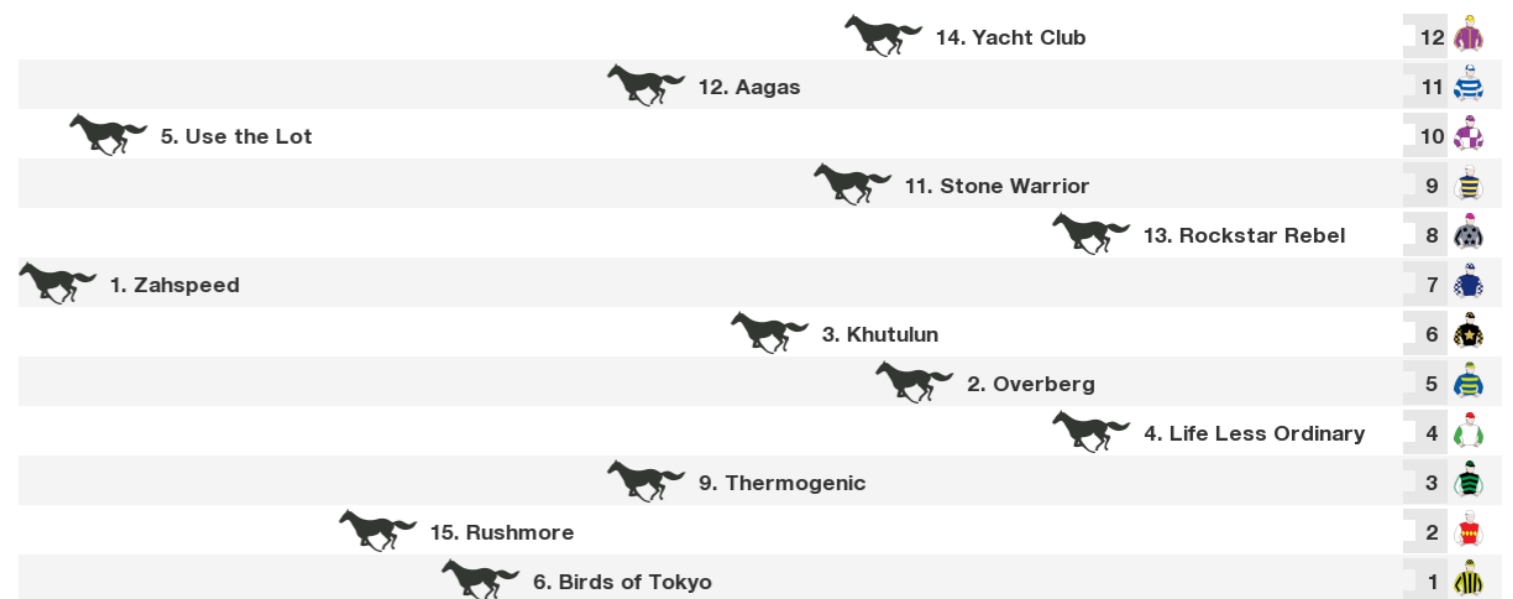 14. Yacht Club 12
12. Aagas 11
5. Use the Lot 10
11. Stone Warrior 9
13. Rockstar Rebel 8
1. Zahspeed 7
3. Khutulun 6
2. Overberg 5
4. Life Less Ordinary 4
9. Thermogenic 3
15. Rushmore 2
6. Birds of Tokyo 1